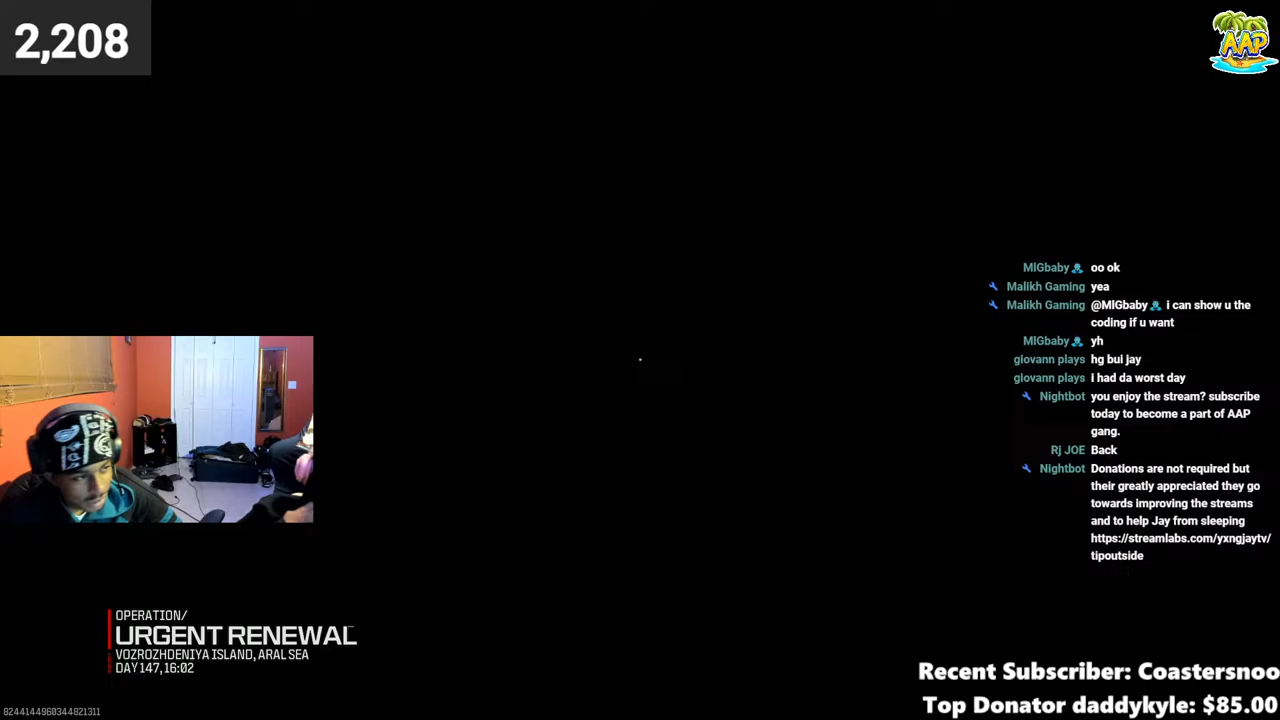 2,208
AAP
MlGbaby oo ok
Malikh Gaming yea
Malikh Gaming @MlGbaby i can show u the
coding if u want
MlGbaby yh
giovann plays hg bui jay
giovann plays i had da worst day
Nightbot you enjoy the stream? subscribe
today to become a part of AAP
gang.
Rj JOE Back
Nightbot Donations are not required but
their greatly appreciated they go
towards improving the streams
and to help Jay from sleeping
https://streamlabs.com/yxngjaytv/
tipoutside
OPERATION/
URGENT RENEWAL
VOZROZHDENIYA ISLAND, ARAL SEA
DAY 147, 16:02
Recent Subscriber: Coastersnoo
Top Donator daddykyle: $85.00
8244144960344821311